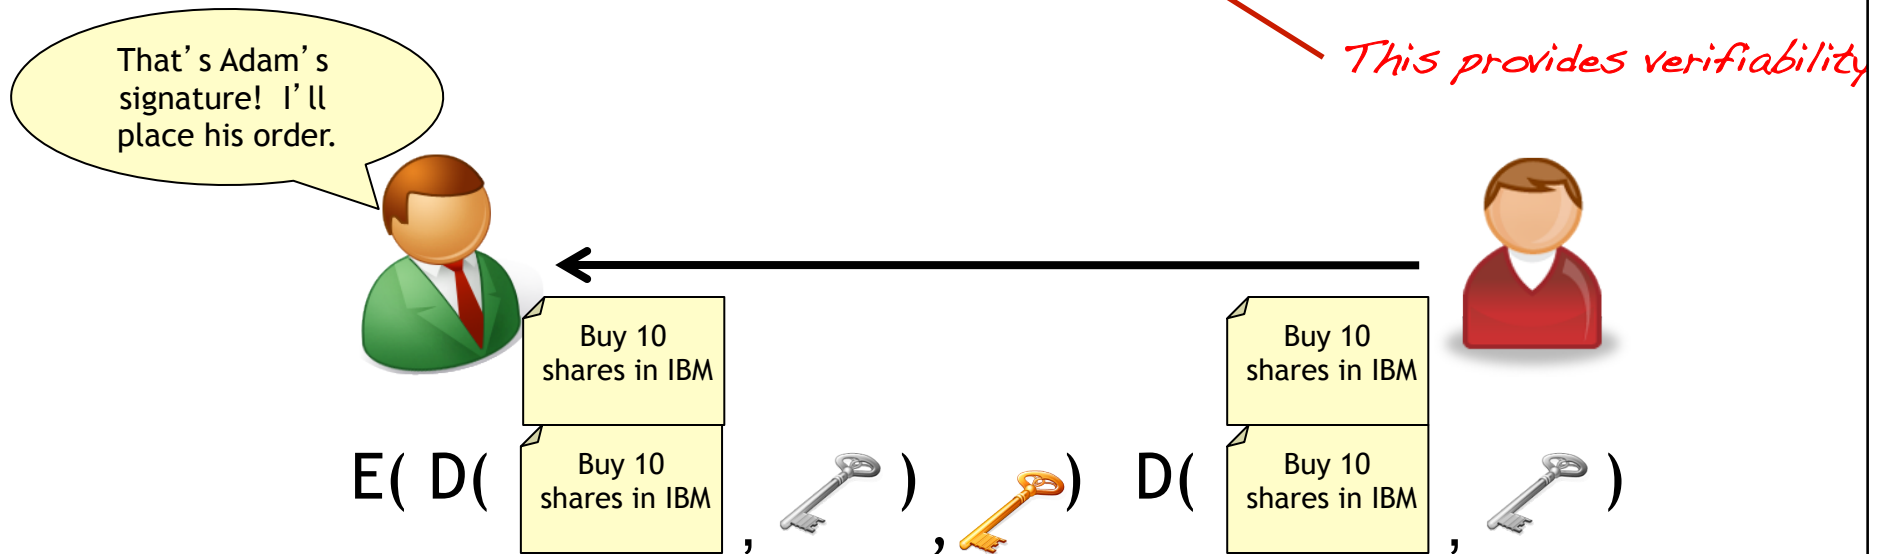 This provides verifiability
That's Adam's
signature! I'll
place his order.
Buy 10
shares in IBM
Buy 10
shares in IBM
E( D(
Buy 10
shares in IBM
,
)
,
)
D(
Buy 10
shares in IBM
,
)